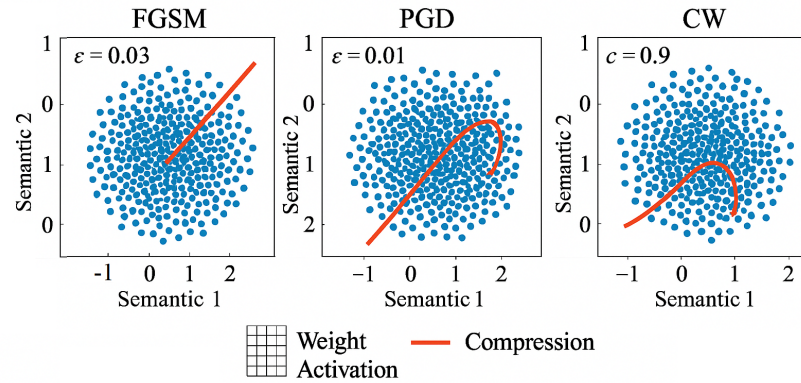 FGSM
PGD
CW
ε = 0.03
ε = 0.01
c = 0.9
1
0
1
0
Semantic 2
-1
0
1
2
Semantic 1
1
0
1
2
Semantic 2
−1
0
1
2
Semantic 1
1
0
1
0
Semantic 2
−1
0
1
2
Semantic 1
Weight
Activation
Compression